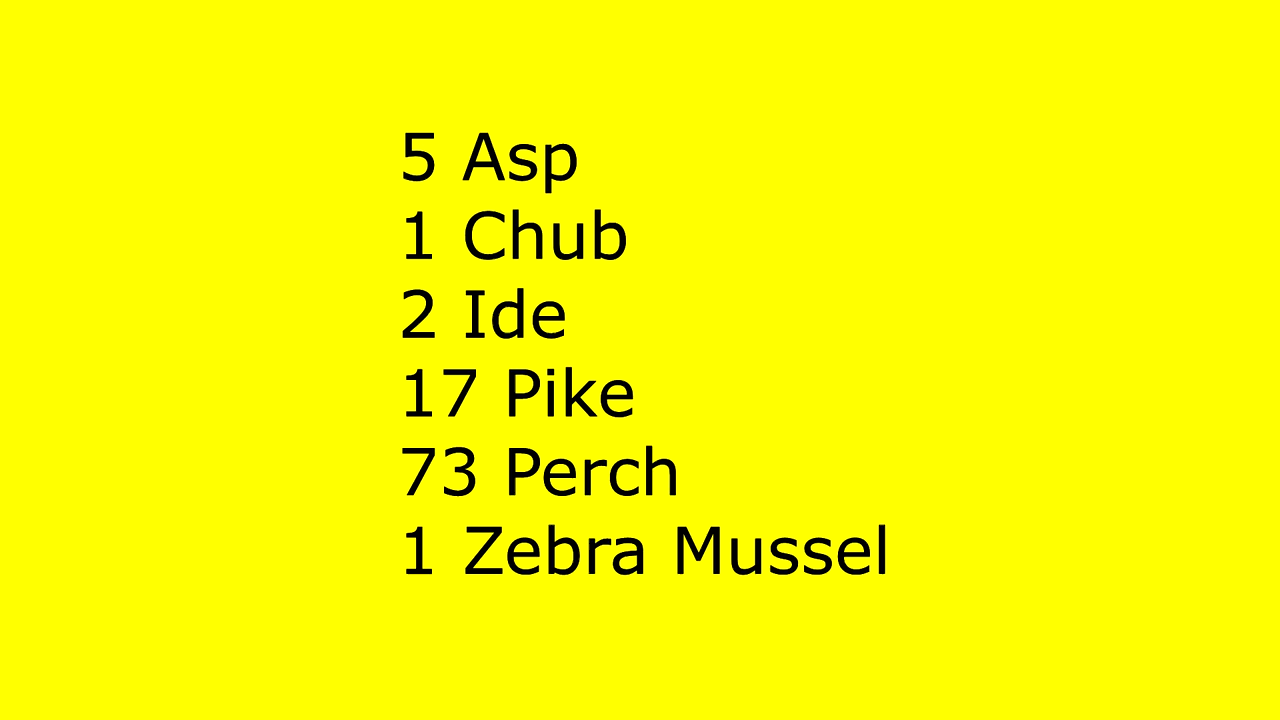 5 Asp
1 Chub
2 Ide
17 Pike
73 Perch
1 Zebra Mussel